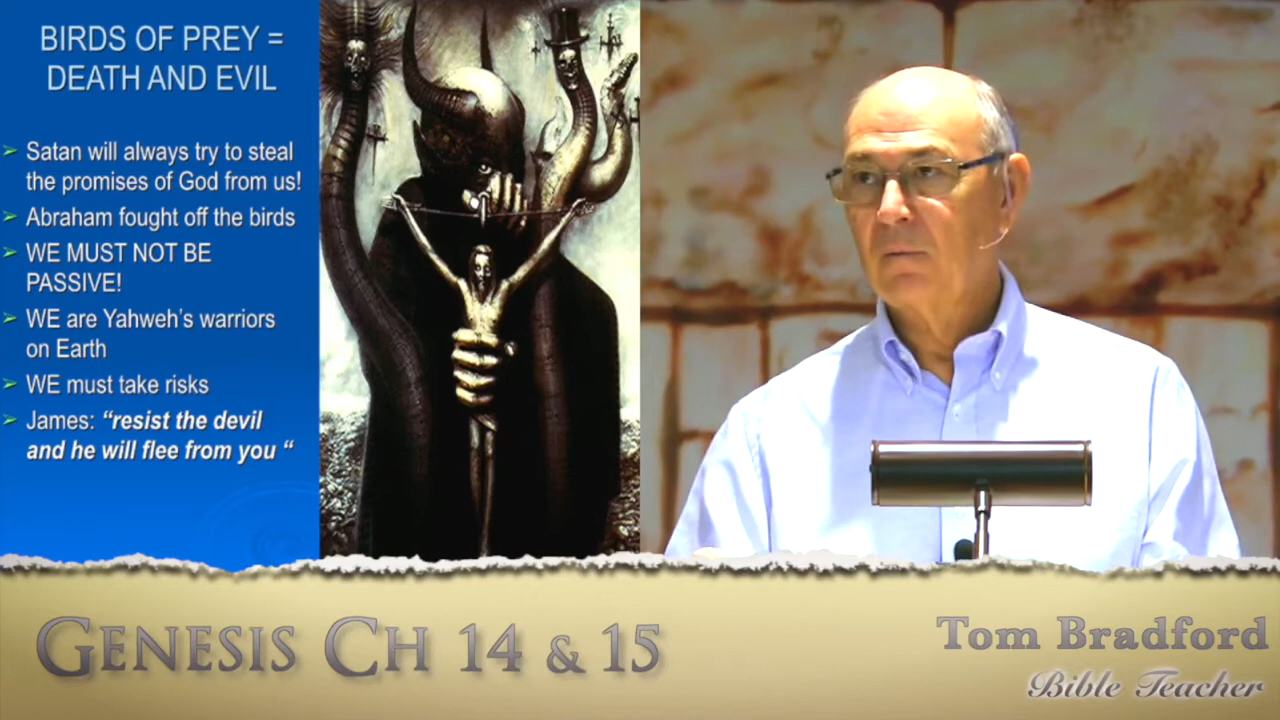 BIRDS OF PREY =
DEATH AND EVIL
➢ Satan will always try to steal
the promises of God from us!
➢ Abraham fought off the birds
➢ WE MUST NOT BE
PASSIVE!
➢ WE are Yahweh's warriors
on Earth
➢ WE must take risks
➢ James: “resist the devil
and he will flee from you “
GENESIS CH 14 & 15
Tom Bradford
Bible Teacher